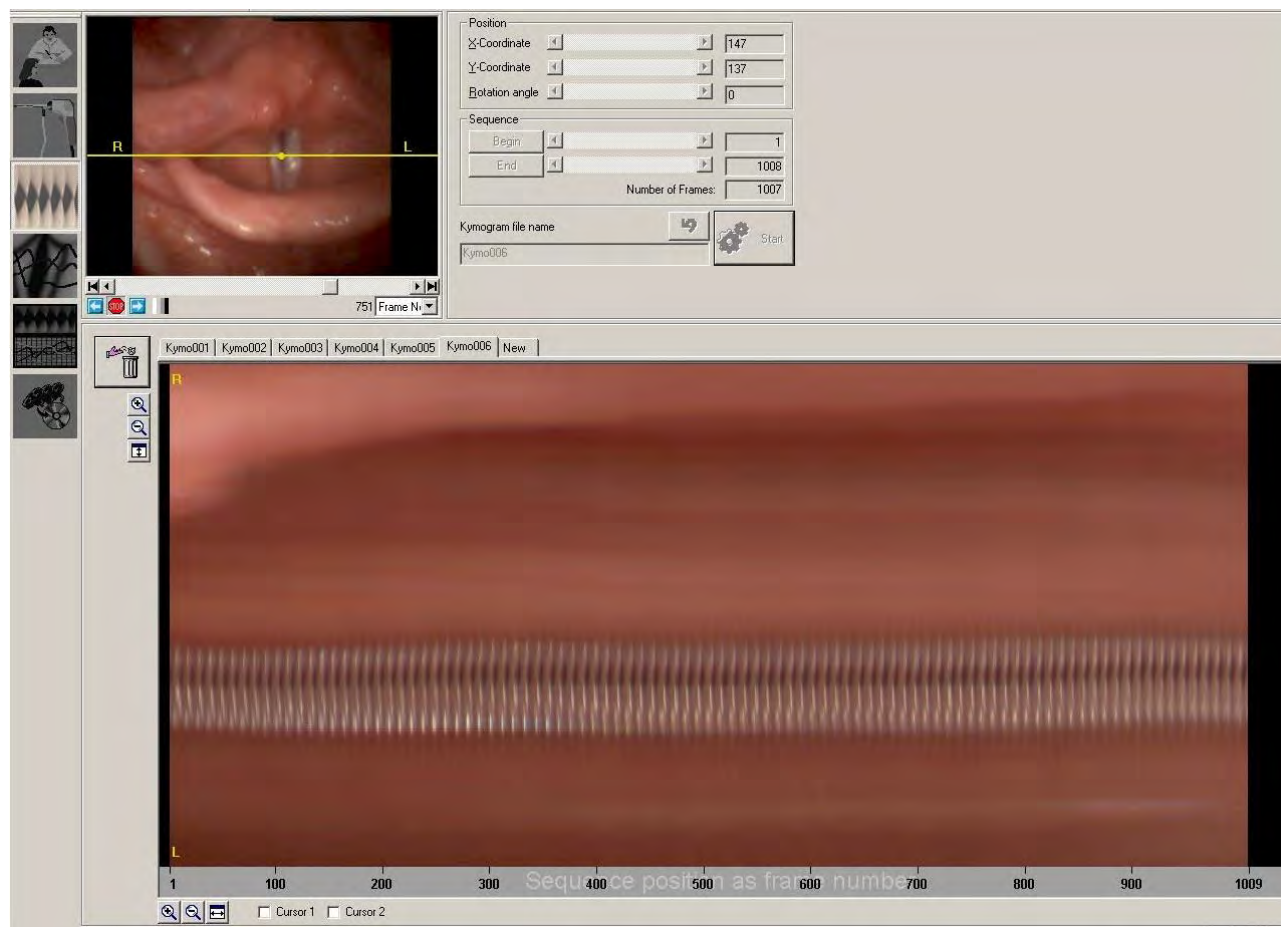 Position
X-Coordinate 147
Y-Coordinate 137
Rotation angle 0
R L
Sequence
Begin 1
End 1008
Number of Frames: 1007
Kymogram file name
Start
Kymo006
STOP
751 Frame N
Kymo001 Kymo002 Kymo003 Kymo004 Kymo005 Kymo006 New
R
L
1 100 200 300 400 500 600 700 800 900 1009
Sequence position as frame number
Cursor 1 Cursor 2